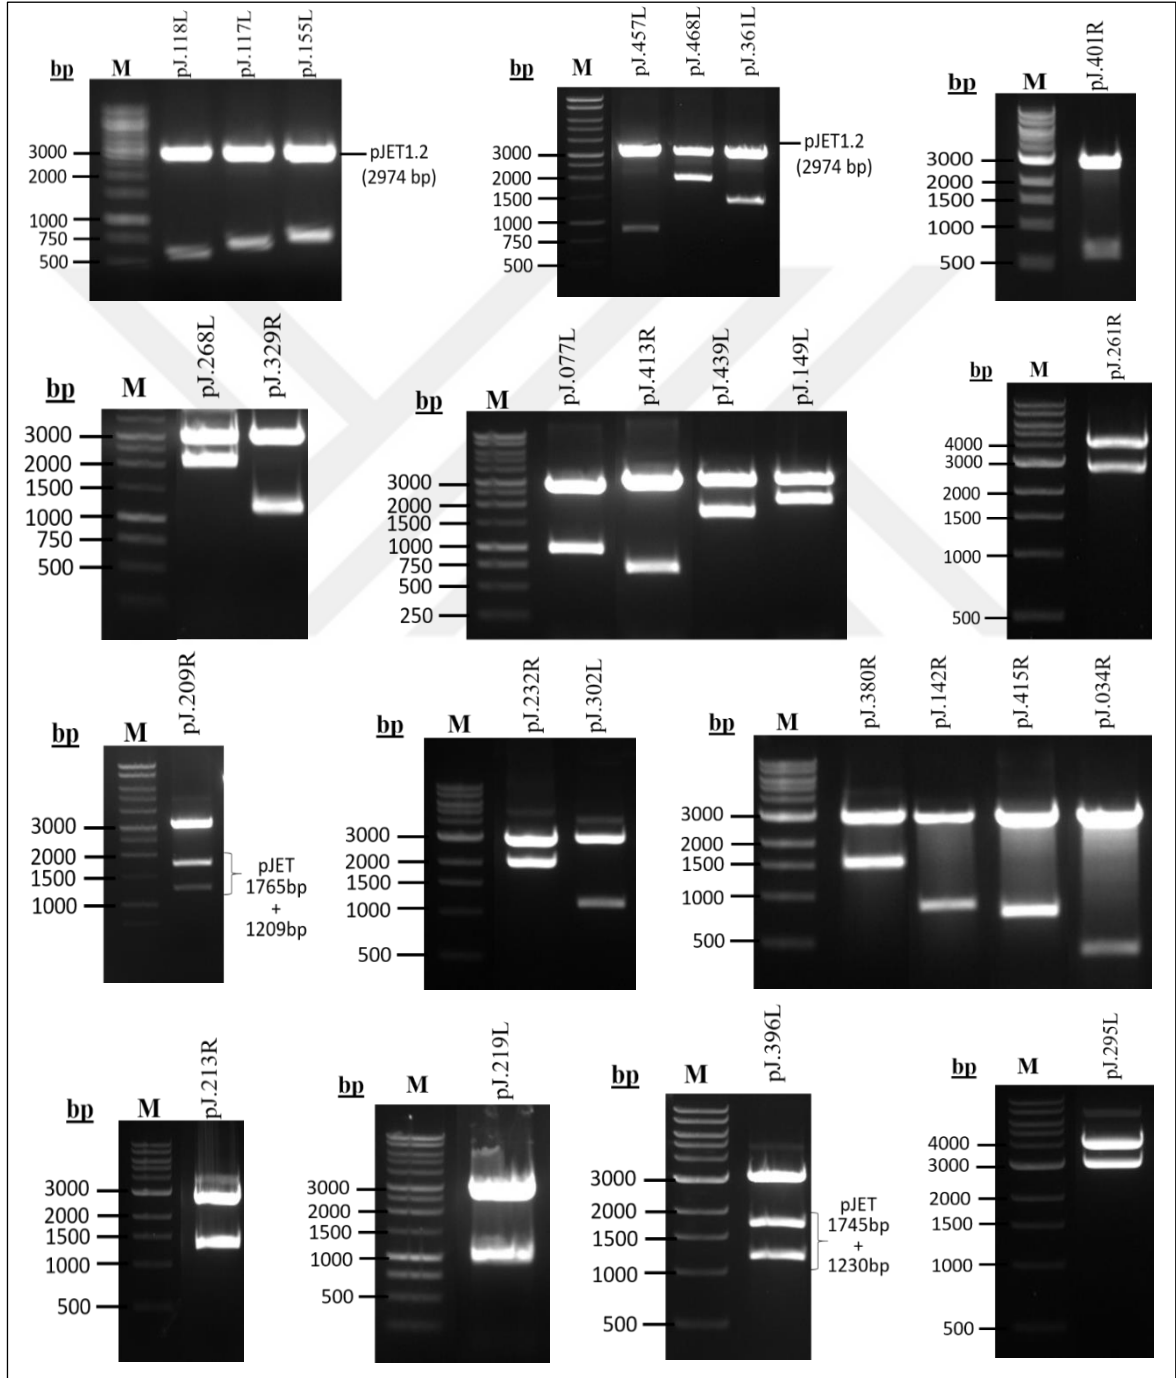 pJ.118L
pJ.117L
pJ.155L
bp
M
3000
2000
1000
750
500
pJET1.2
(2974 bp)
pJ.457L
pJ.468L
pJ.361L
bp
M
3000
2000
1500
1000
750
500
pJET1.2
(2974 bp)
pJ.401R
M
3000
2000
1500
1000
500
pJ.268L
pJ.329R
bp
M
3000
2000
1500
1000
750
500
pJ.077L
pJ.413R
pJ.439L
pJ.149L
bp
M
3000
2000
1500
1000
750
500
250
pJ.261R
bp
M
4000
3000
2000
1500
1000
500
pJ.209R
bp
M
3000
2000
1500
1000
pJET
1765bp
+
1209bp
pJ.232R
pJ.302L
bp
M
3000
2000
1500
1000
500
pJ.380R
pJ.142R
pJ.415R
pJ.034R
bp
M
3000
2000
1500
1000
500
pJ.213R
bp
M
3000
2000
1500
1000
500
pJ.219L
bp
M
3000
2000
1500
1000
500
pJ.396L
bp
M
3000
2000
1500
1000
500
pJET
1745bp
+
1230bp
pJ.295L
bp
M
4000
3000
2000
1500
1000
500